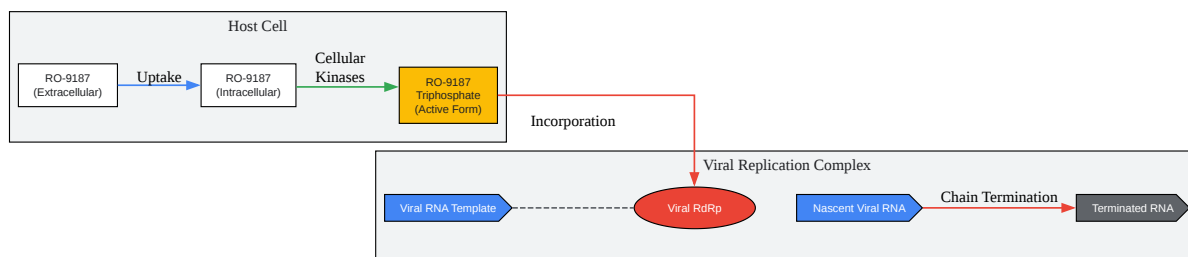 Host Cell
RO-9187
(Extracellular)
Uptake
RO-9187
(Intracellular)
Cellular
Kinases
RO-9187
Triphosphate
(Active Form)
Incorporation
Viral Replication Complex
Viral RNA Template
Viral RdRp
Nascent Viral RNA
Chain Termination
Terminated RNA